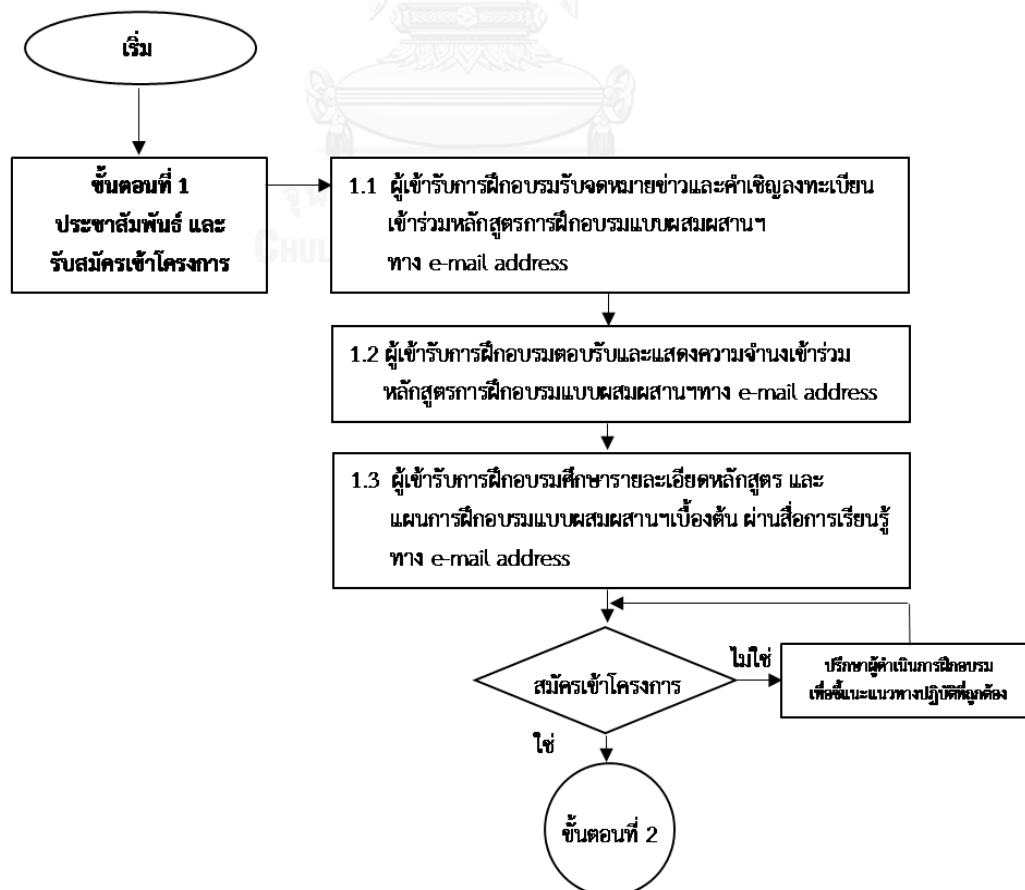 เริ่ม
ขั้นตอนที่ 1
ประชาสัมพันธ์ และ
รับสมัครเข้าโครงการ
1.1 ผู้เข้ารับการฝึกอบรมรับจดหมายข่าวและคำเชิญลงทะเบียน
เข้าร่วมหลักสูตรการฝึกอบรมแบบผสมผสานฯ
ทาง e-mail address
1.2 ผู้เข้ารับการฝึกอบรมตอบรับและแสดงความจำนงเข้าร่วม
หลักสูตรการฝึกอบรมแบบผสมผสานฯทาง e-mail address
1.3 ผู้เข้ารับการฝึกอบรมศึกษารายละเอียดหลักสูตร และ
แผนการฝึกอบรมแบบผสมผสานฯเบื้องต้น ผ่านสื่อการเรียนรู้
ทาง e-mail address
สมัครเข้าโครงการ
ไม่ใช่
ปรึกษาผู้ดำเนินการฝึกอบรม
เพื่อชี้แนะแนวทางปฏิบัติที่ถูกต้อง
ใช่
ขั้นตอนที่ 2